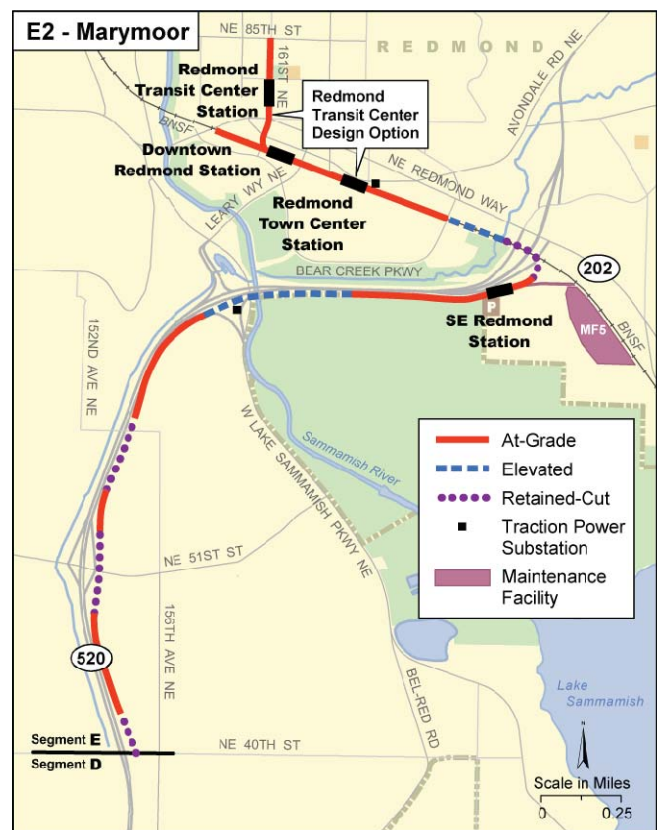 E2 - Marymoor
NE 85TH ST
161ST NE
REDMOND
AVONDALE RD NE
Redmond
Transit Center
Station
Redmond
Transit Center
Design Option
BNSF
Downtown
Redmond Station
NE REDMOND WAY
LEARY WY NE
Redmond
Town Center
Station
BEAR CREEK PKWY
202
P
SE Redmond
Station
MF5
BNSF
152ND AVE NE
W LAKE SAMMAMISH PKWY NE
Sammamish River
At-Grade
Elevated
Retained-Cut
Traction Power
Substation
Maintenance
Facility
NE 51ST ST
156TH AVE NE
520
BEL-RED RD
Lake
Sammamish
Segment E
Segment D
NE 40TH ST
N
Scale in Miles
0 0.25